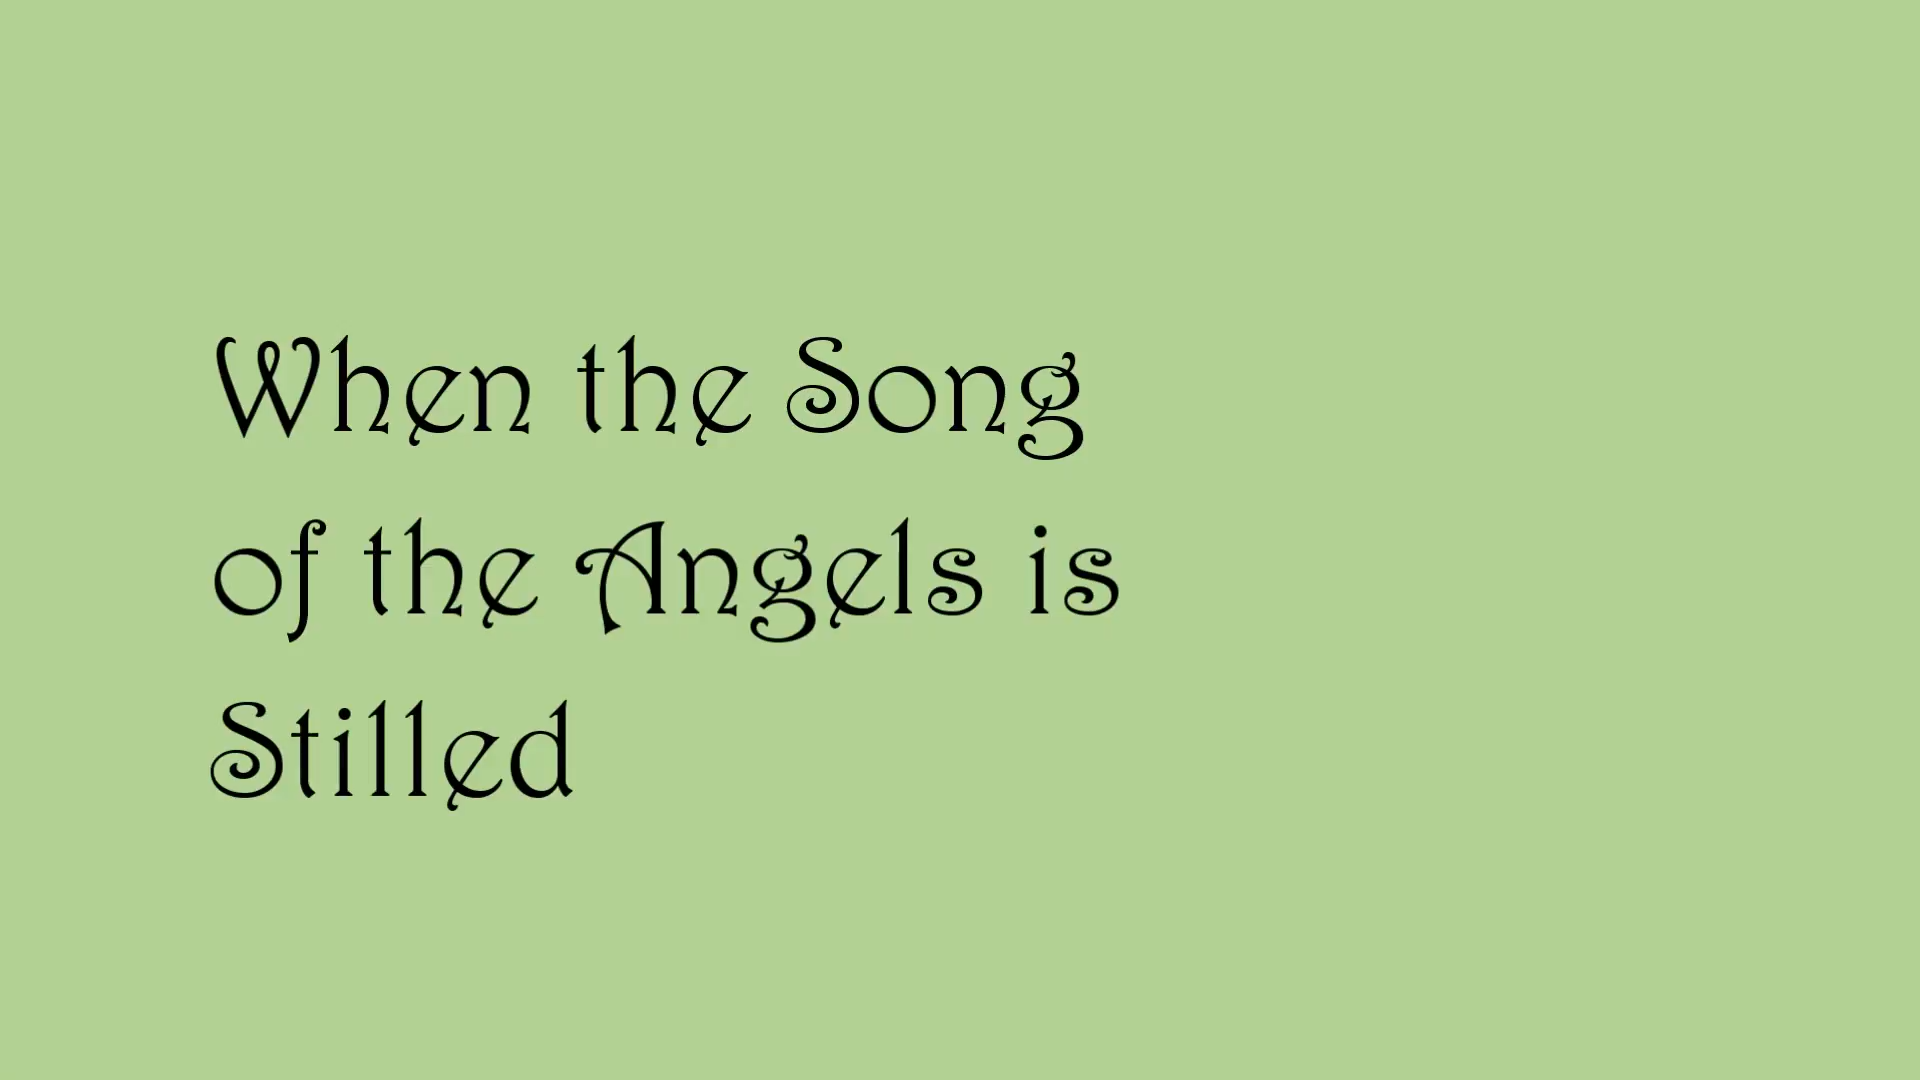 When the Song
of the Angels is
Stilled